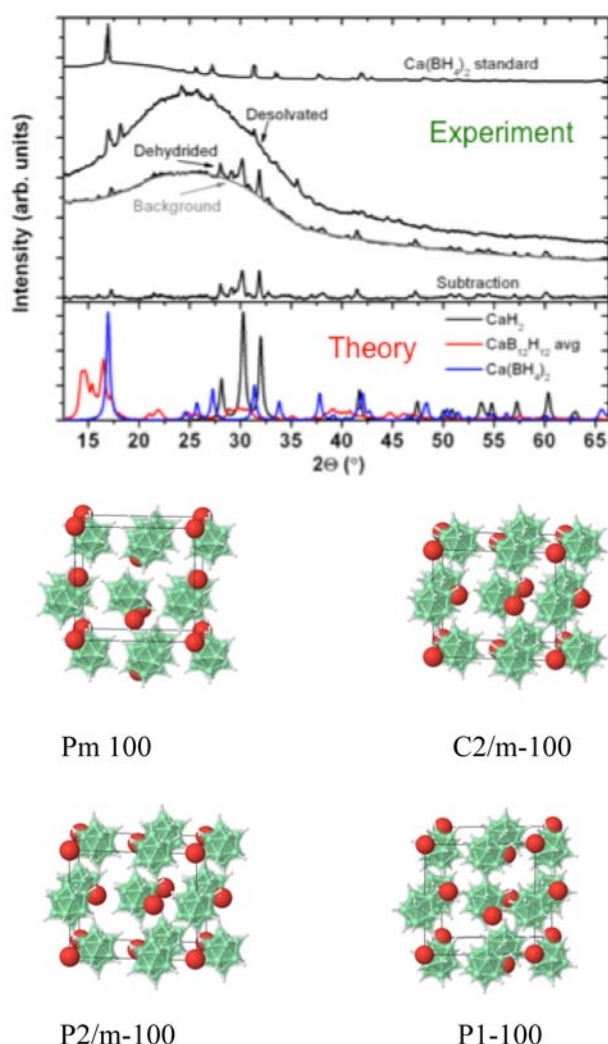 Ca(BH4)2 standard
Desolvated
Experiment
Dehydrided
Background
Subtraction
Intensity (arb. units)
Theory
CaH2
CaB12H12 avg
Ca(BH4)2
15 20 25 30 35 40 45 50 55 60 65
2Θ (°)
Pm 100
C2/m-100
P2/m-100
P1-100